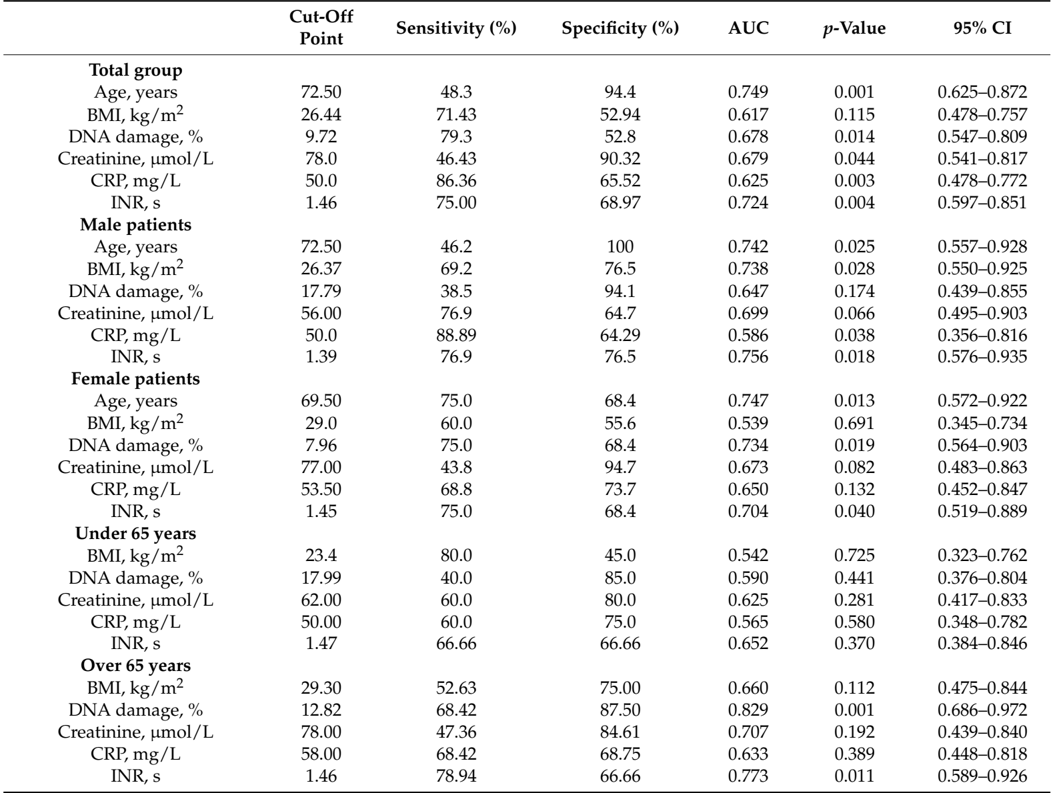 Cut-Off Point Sensitivity (%) Specificity (%) AUC p-Value 95% CI
Total group
Age, years 72.50 48.3 94.4 0.749 0.001 0.625–0.872
BMI, kg/m² 26.44 71.43 52.94 0.617 0.115 0.478–0.757
DNA damage, % 9.72 79.3 52.8 0.678 0.014 0.547–0.809
Creatinine, µmol/L 78.0 46.43 90.32 0.679 0.044 0.541–0.817
CRP, mg/L 50.0 86.36 65.52 0.625 0.003 0.478–0.772
INR, s 1.46 75.00 68.97 0.724 0.004 0.597–0.851
Male patients
Age, years 72.50 46.2 100 0.742 0.025 0.557–0.928
BMI, kg/m² 26.37 69.2 76.5 0.738 0.028 0.550–0.925
DNA damage, % 17.79 38.5 94.1 0.647 0.174 0.439–0.855
Creatinine, µmol/L 56.00 76.9 64.7 0.699 0.066 0.495–0.903
CRP, mg/L 50.0 88.89 64.29 0.586 0.038 0.356–0.816
INR, s 1.39 76.9 76.5 0.756 0.018 0.576–0.935
Female patients
Age, years 69.50 75.0 68.4 0.747 0.013 0.572–0.922
BMI, kg/m² 29.0 60.0 55.6 0.539 0.691 0.345–0.734
DNA damage, % 7.96 75.0 68.4 0.734 0.019 0.564–0.903
Creatinine, µmol/L 77.00 43.8 94.7 0.673 0.082 0.483–0.863
CRP, mg/L 53.50 68.8 73.7 0.650 0.132 0.452–0.847
INR, s 1.45 75.0 68.4 0.704 0.040 0.519–0.889
Under 65 years
BMI, kg/m² 23.4 80.0 45.0 0.542 0.725 0.323–0.762
DNA damage, % 17.99 40.0 85.0 0.590 0.441 0.376–0.804
Creatinine, µmol/L 62.00 60.0 80.0 0.625 0.281 0.417–0.833
CRP, mg/L 50.00 60.0 75.0 0.565 0.580 0.348–0.782
INR, s 1.47 66.66 66.66 0.652 0.370 0.384–0.846
Over 65 years
BMI, kg/m² 29.30 52.63 75.00 0.660 0.112 0.475–0.844
DNA damage, % 12.82 68.42 87.50 0.829 0.001 0.686–0.972
Creatinine, µmol/L 78.00 47.36 84.61 0.707 0.192 0.439–0.840
CRP, mg/L 58.00 68.42 68.75 0.633 0.389 0.448–0.818
INR, s 1.46 78.94 66.66 0.773 0.011 0.589–0.926